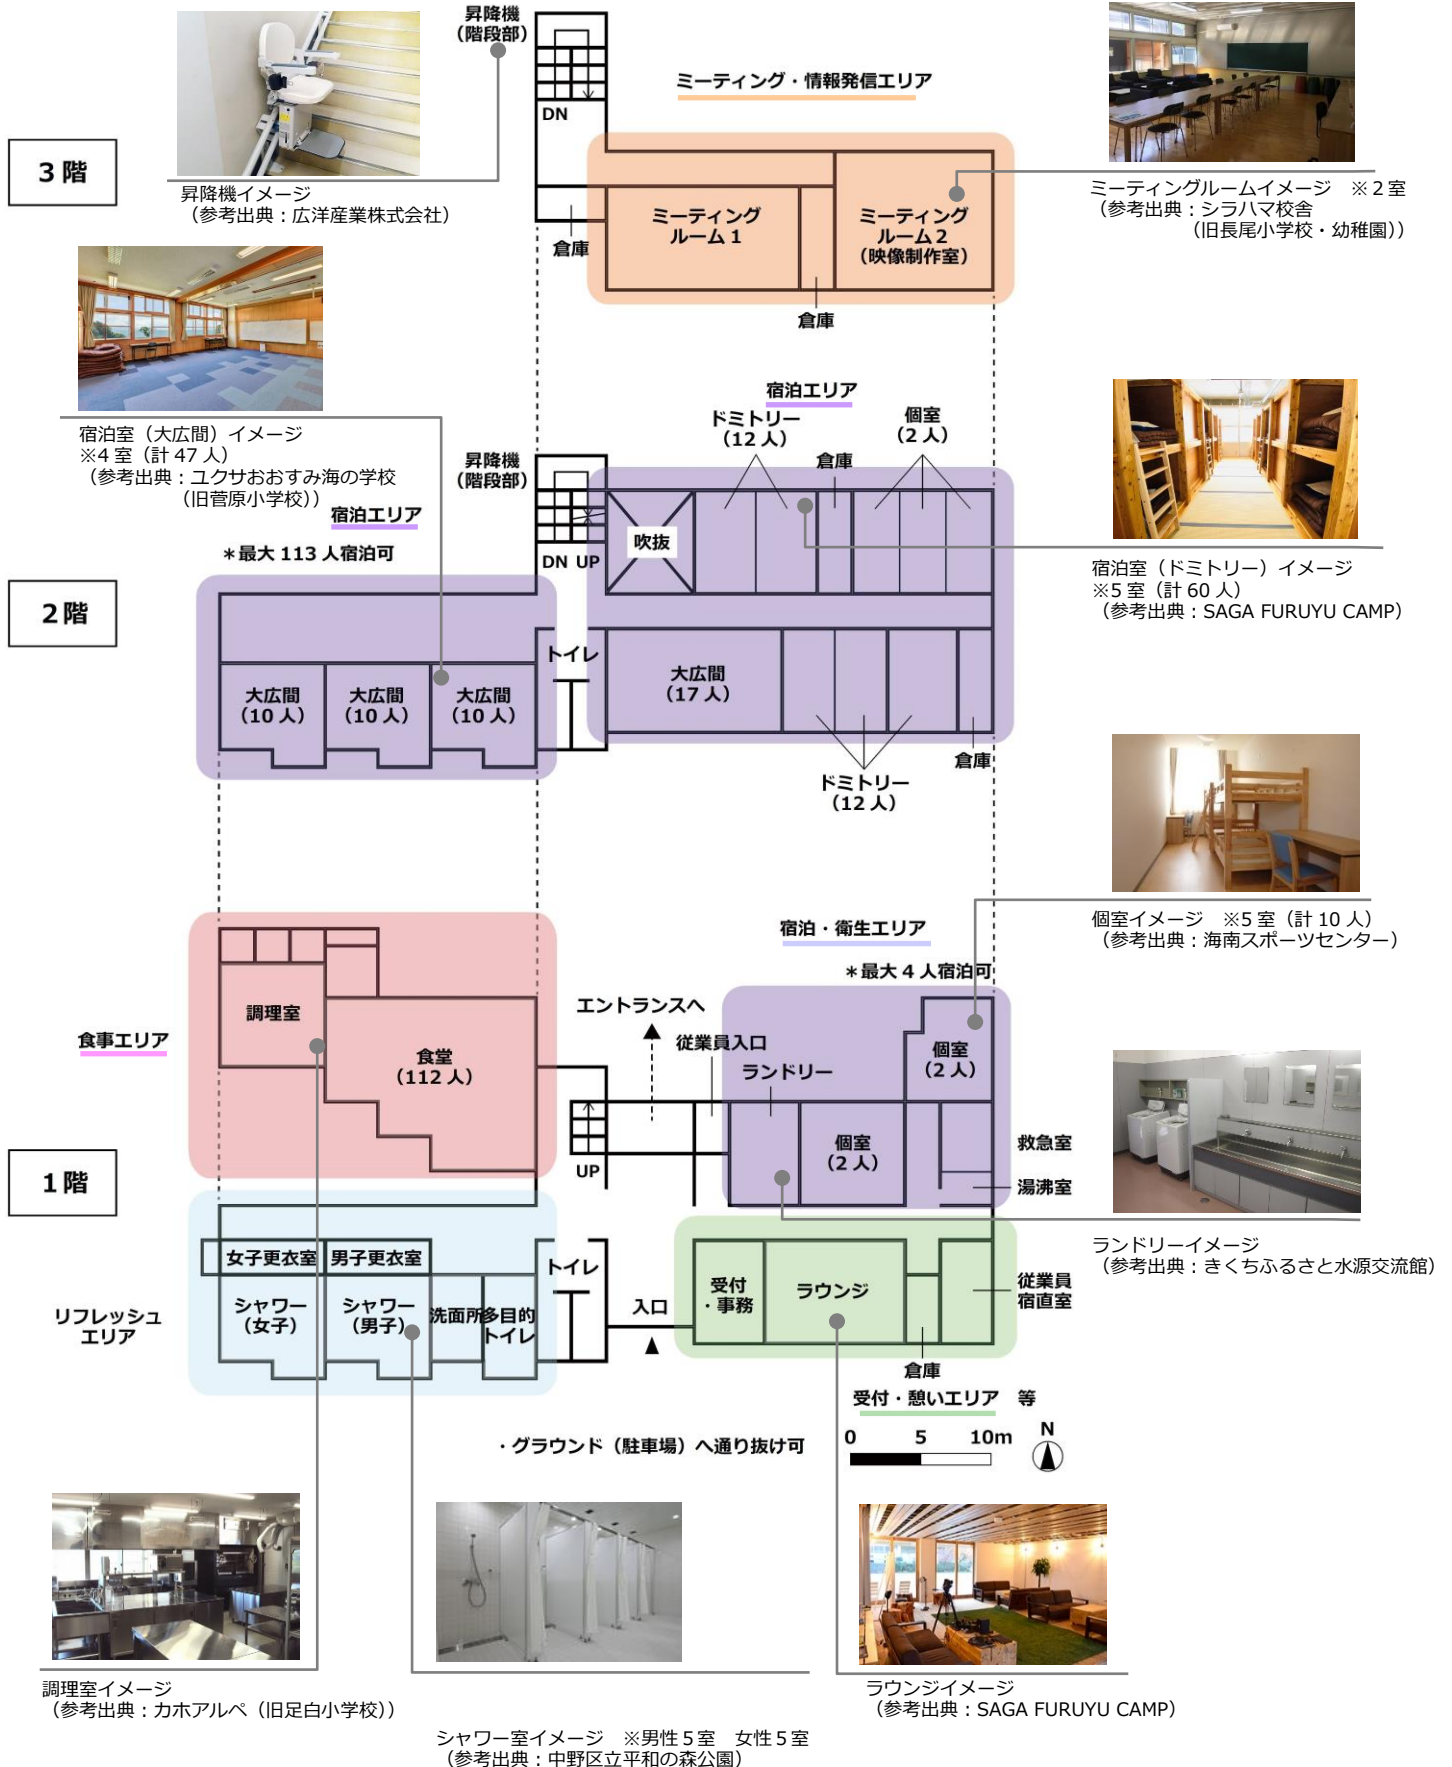 昇降機
（階段部）
DN
ミーティング・情報発信エリア
3階
昇降機イメージ
（参考出典：広洋産業株式会社）
ミーティングルームイメージ　※２室
（参考出典：シラハマ校舎
（旧長尾小学校・幼稚園））
ミーティング
ルーム１
ミーティング
ルーム２
（映像制作室）
倉庫
倉庫
宿泊エリア
ドミトリー
（12人）
個室
（2人）
倉庫
宿泊室（大広間）イメージ
※4室（計47人）
（参考出典：ユクサおおすみ海の学校
（旧菅原小学校））
昇降機
（階段部）
宿泊エリア
＊最大113人宿泊可
吹抜
DN UP
宿泊室（ドミトリー）イメージ
※5室（計60人）
（参考出典：SAGA FURUYU CAMP）
2階
トイレ
大広間
（10人）
大広間
（10人）
大広間
（10人）
大広間
（17人）
倉庫
ドミトリー
（12人）
個室イメージ　※5室（計10人）
（参考出典：海南スポーツセンター）
宿泊・衛生エリア
＊最大4人宿泊可
調理室
食事エリア
食堂
（112人）
エントランスへ
従業員入口
ランドリー
個室
（2人）
個室
（2人）
救急室
湯沸室
UP
1階
ランドリーイメージ
（参考出典：きくちふるさと水源交流館）
女子更衣室
男子更衣室
トイレ
シャワー
（女子）
シャワー
（男子）
洗面所
多目的
トイレ
リフレッシュ
エリア
入口
受付
・事務
ラウンジ
従業員
宿直室
倉庫
受付・憩いエリア　等
・グラウンド（駐車場）へ通り抜け可
0 5 10m
N
調理室イメージ
（参考出典：カホアルペ（旧足白小学校））
シャワー室イメージ　※男性５室　女性５室
（参考出典：中野区立平和の森公園）
ラウンジイメージ
（参考出典：SAGA FURUYU CAMP）